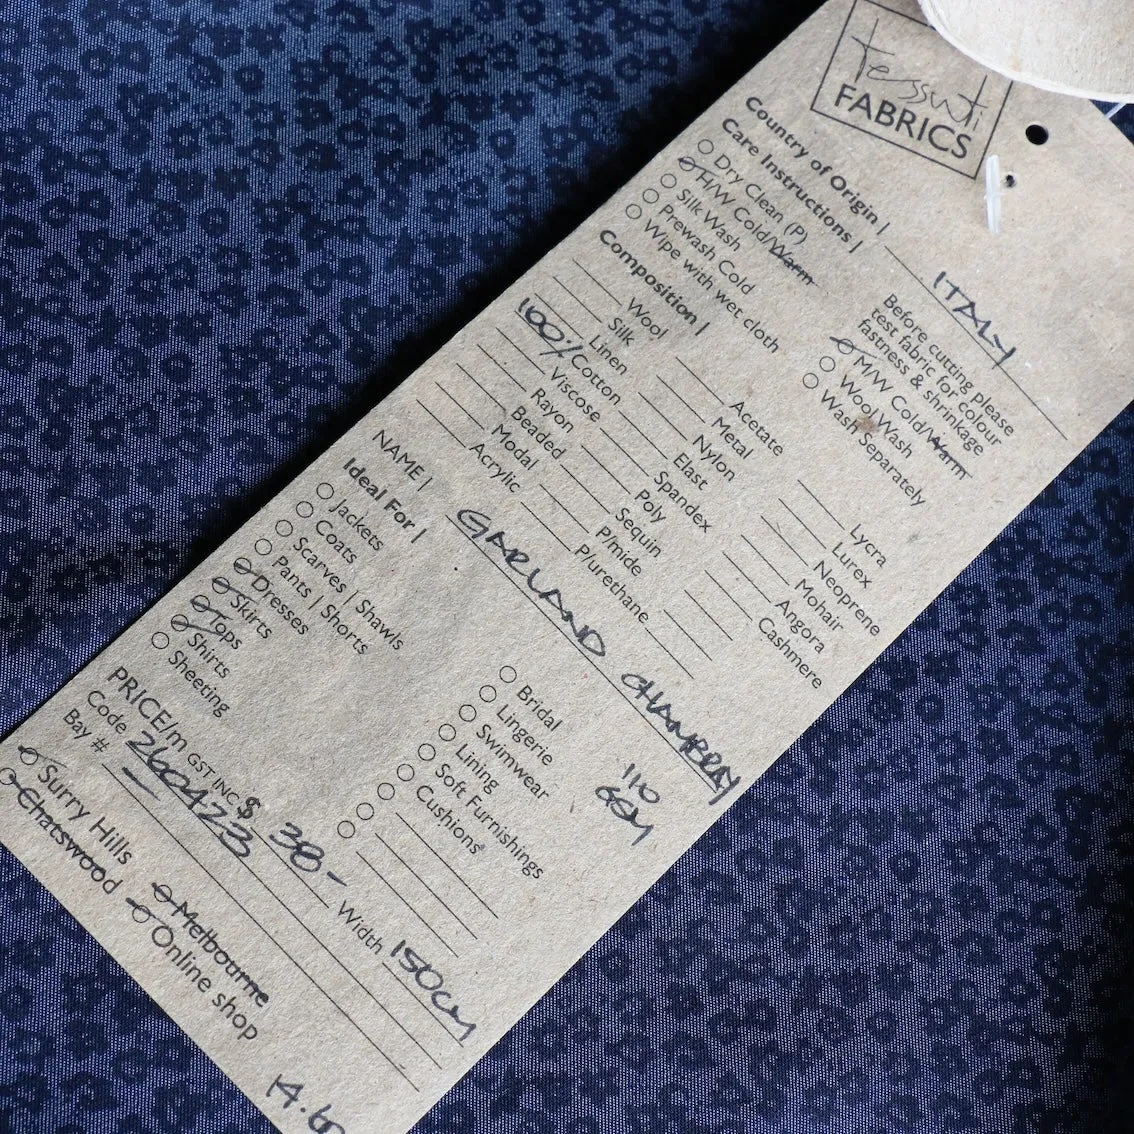 tessuti
FABRICS
Country of Origin | ITALY
Care Instructions |
Dry Clean (P)
H/W Cold/Warm
Silk Wash
Prewash Cold
Wipe with wet cloth
Before cutting please
test fabric for colour
fastness & shrinkage
M/W Cold/Warm
Wool Wash
Wash Separately
Composition |
Wool
Silk
Linen
100% Cotton
Viscose
Rayon
Beaded
Modal
Acrylic
Acetate
Metal
Nylon
Elast
Spandex
Poly
Sequin
P/mide
P/urethane
Lycra
Lurex
Neoprene
Mohair
Angora
Cashmere
NAME | GARLAND CHAMBRAY
110
GSM
Ideal For |
Jackets
Coats
Scarves | Shawls
Pants | Shorts
Dresses
Skirts
Tops
Shirts
Sheeting
Bridal
Lingerie
Swimwear
Lining
Soft Furnishings
Cushions
PRICE/m GST INC $ 38- Width 150cm
Code 260423
Bay # —
Surry Hills
Chatswood
Melbourne
Online shop